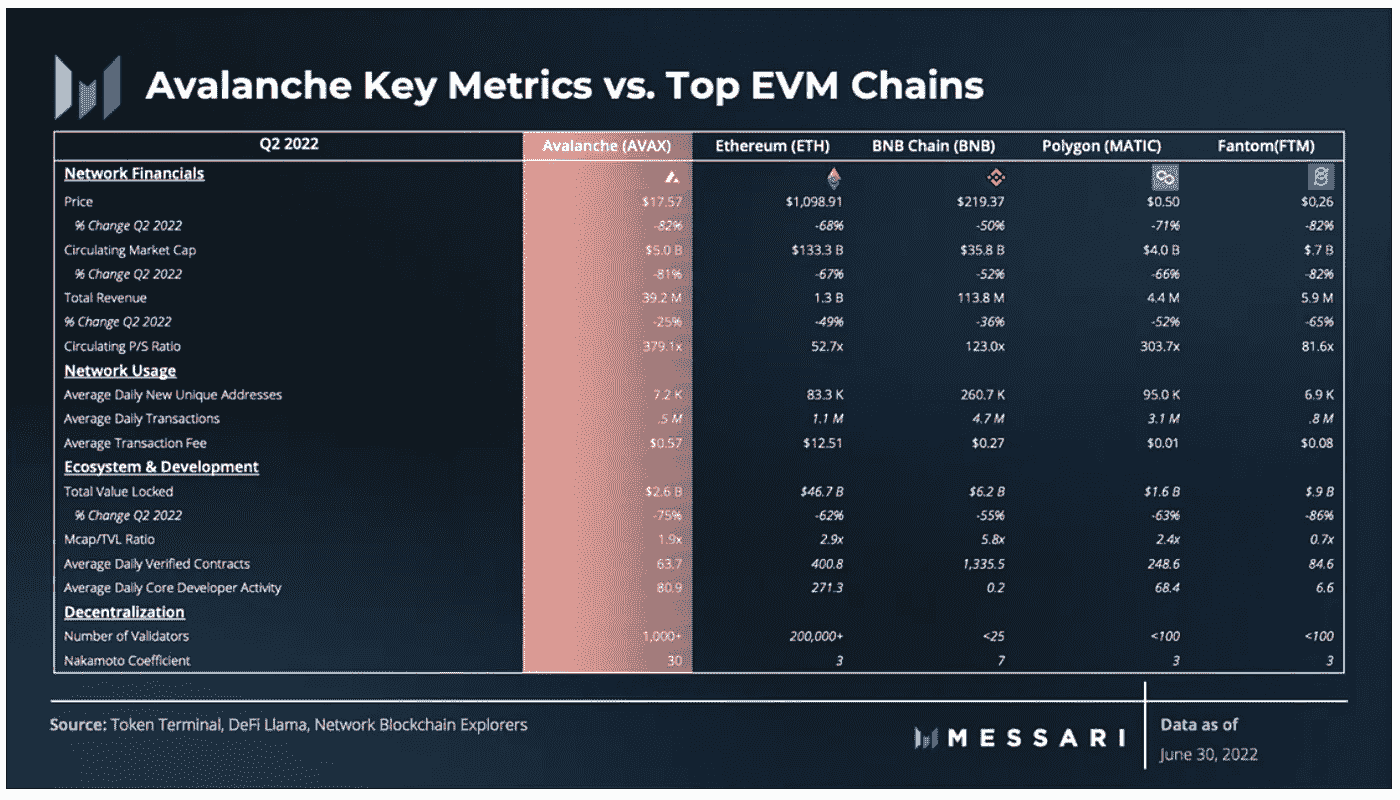 Avalanche Key Metrics vs. Top EVM Chains
Q2 2022 Avalanche (AVAX) Ethereum (ETH) BNB Chain (BNB) Polygon (MATIC) Fantom(FTM)
Network Financials
Price $17.57 $1,098.91 $219.37 $0.50 $0,26
% Change Q2 2022 -82% -68% -50% -71% -82%
Circulating Market Cap $5.0 B $133.3 B $35.8 B $4.0 B $.7 B
% Change Q2 2022 -81% -67% -52% -66% -82%
Total Revenue 39.2 M 1.3 B 113.8 M 4.4 M 5.9 M
% Change Q2 2022 -25% -49% -36% -52% -65%
Circulating P/S Ratio 379.1x 52.7x 123.0x 303.7x 81.6x
Network Usage
Average Daily New Unique Addresses 7.2 K 83.3 K 260.7 K 95.0 K 6.9 K
Average Daily Transactions .5 M 1.1 M 4.7 M 3.1 M .8 M
Average Transaction Fee $0.57 $12.51 $0.27 $0.01 $0.08
Ecosystem & Development
Total Value Locked $2.6 B $46.7 B $6.2 B $1.6 B $.9 B
% Change Q2 2022 -75% -62% -55% -63% -86%
Mcap/TVL Ratio 1.9x 2.9x 5.8x 2.4x 0.7x
Average Daily Verified Contracts 63.7 400.8 1,335.5 248.6 84.6
Average Daily Core Developer Activity 80.9 271.3 0.2 68.4 6.6
Decentralization
Number of Validators 1,000+ 200,000+ <25 <100 <100
Nakamoto Coefficient 30 3 7 3 3
Source: Token Terminal, DeFi Llama, Network Blockchain Explorers
MESSARI
Data as of
June 30, 2022